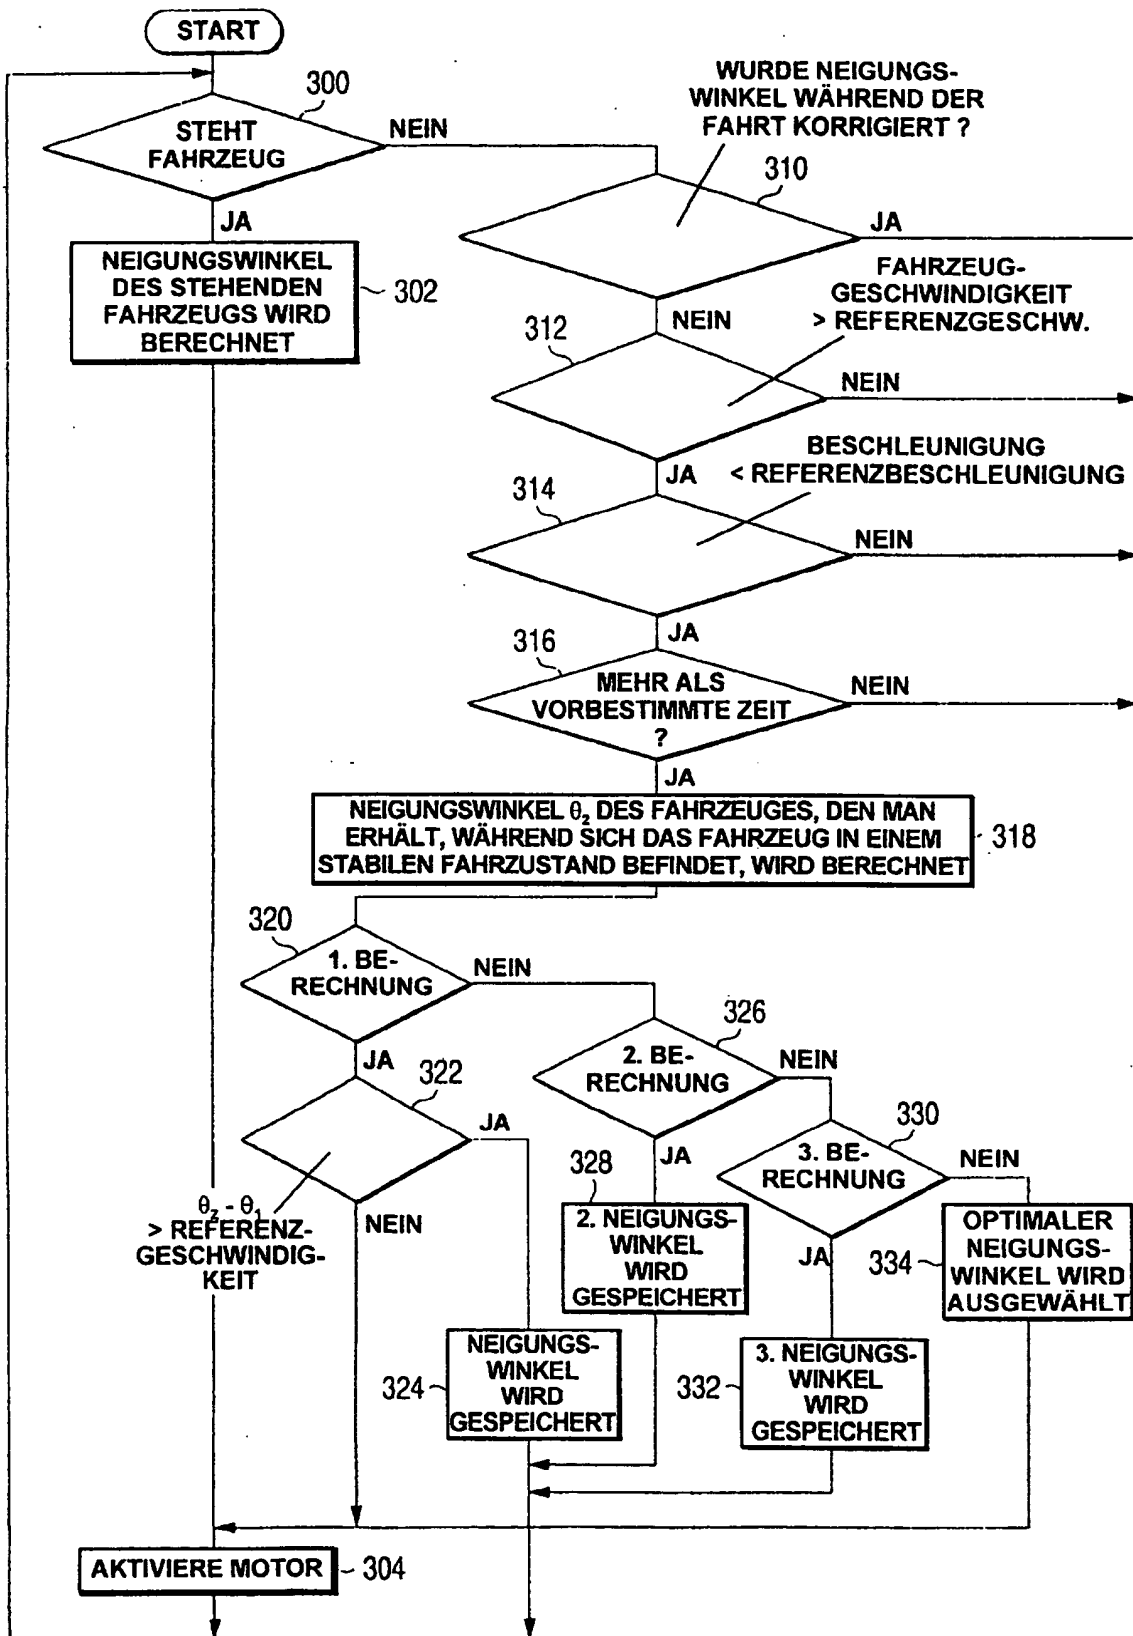 START
300
STEHT
FAHRZEUG
NEIN
JA
NEIGUNGSWINKEL
DES STEHENDEN
FAHRZEUGS WIRD
BERECHNET
302
WURDE NEIGUNGS-
WINKEL WÄHREND DER
FAHRT KORRIGIERT ?
310
JA
NEIN
FAHRZEUG-
GESCHWINDIGKEIT
> REFERENZGESCHW.
312
NEIN
JA
BESCHLEUNIGUNG
< REFERENZBESCHLEUNIGUNG
314
NEIN
JA
316
MEHR ALS
VORBESTIMMTE ZEIT
?
NEIN
JA
NEIGUNGSWINKEL θ₂ DES FAHRZEUGES, DEN MAN
ERHÄLT, WÄHREND SICH DAS FAHRZEUG IN EINEM
STABILEN FAHRZUSTAND BEFINDET, WIRD BERECHNET
318
320
1. BE-
RECHNUNG
NEIN
JA
322
JA
NEIN
θ₂ - θ₁
> REFERENZ-
GESCHWINDIG-
KEIT
NEIGUNGS-
WINKEL
WIRD
GESPEICHERT
324
326
2. BE-
RECHNUNG
NEIN
JA
328
2. NEIGUNGS-
WINKEL
WIRD
GESPEICHERT
330
3. BE-
RECHNUNG
NEIN
JA
3. NEIGUNGS-
WINKEL
WIRD
GESPEICHERT
332
OPTIMALER
NEIGUNGS-
WINKEL WIRD
AUSGEWÄHLT
334
AKTIVIERE MOTOR
304